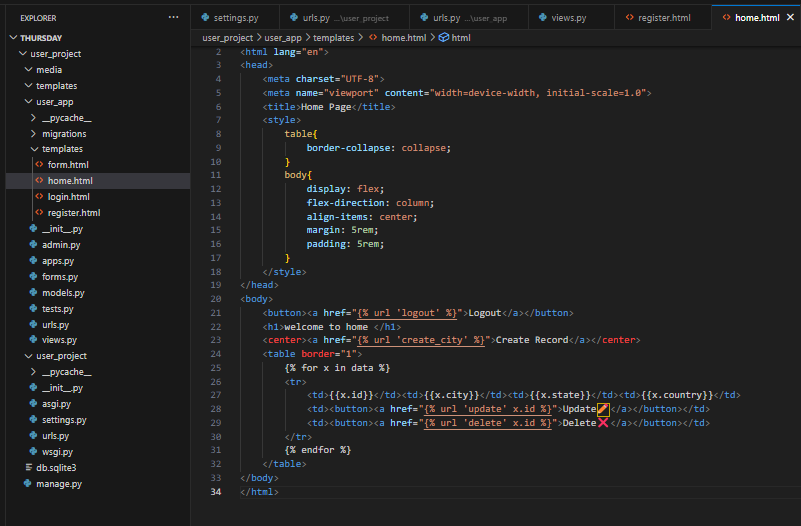 EXPLORER ...
THURSDAY
user_project
media
templates
user_app
__pycache__
migrations
templates
form.html
home.html
login.html
register.html
__init__.py
admin.py
apps.py
forms.py
models.py
tests.py
urls.py
views.py
user_project
__pycache__
__init__.py
asgi.py
settings.py
urls.py
wsgi.py
db.sqlite3
manage.py
settings.py urls.py ...\user_project urls.py ...\user_app views.py register.html home.html
user_project > user_app > templates > home.html > html
2 <html lang="en">
3 <head>
4 <meta charset="UTF-8">
5 <meta name="viewport" content="width=device-width, initial-scale=1.0">
6 <title>Home Page</title>
7 <style>
8 table{
9 border-collapse: collapse;
10 }
11 body{
12 display: flex;
13 flex-direction: column;
14 align-items: center;
15 margin: 5rem;
16 padding: 5rem;
17 }
18 </style>
19 </head>
20 <body>
21 <button><a href="{% url 'logout' %}">Logout</a></button>
22 <h1>welcome to home </h1>
23 <center><a href="{% url 'create_city' %}">Create Record</a></center>
24 <table border="1">
25 {% for x in data %}
26 <tr>
27 <td>{{x.id}}</td><td>{{x.city}}</td><td>{{x.state}}</td><td>{{x.country}}</td>
28 <td><button><a href="{% url 'update' x.id %}">Update✏️</a></button></td>
29 <td><button><a href="{% url 'delete' x.id %}">Delete❌</a></button></td>
30 </tr>
31 {% endfor %}
32 </table>
33 </body>
34 </html>